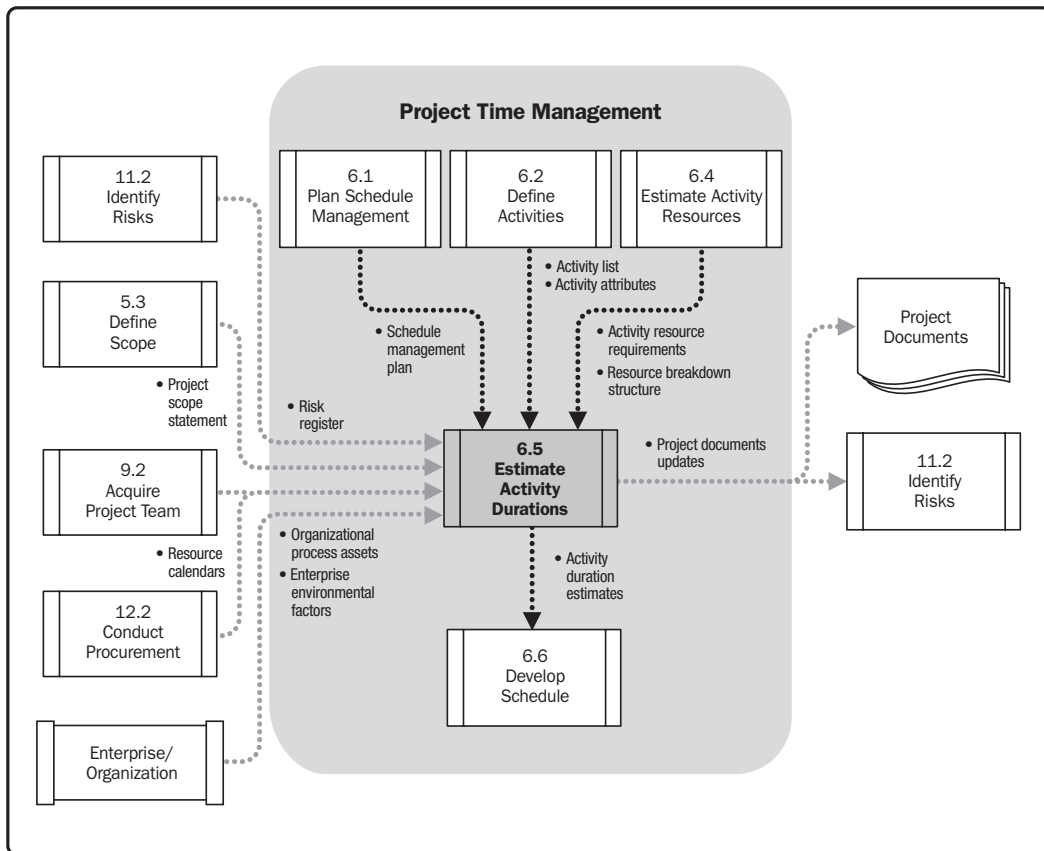 Project Time Management
11.2
Identify
Risks
6.1
Plan Schedule
Management
6.2
Define
Activities
6.4
Estimate Activity
Resources
• Activity list
• Activity attributes
5.3
Define
Scope
• Schedule
management
plan
• Activity resource
requirements
• Resource breakdown
structure
Project
Documents
• Project
scope
statement
• Risk
register
6.5
Estimate
Activity
Durations
• Project documents
updates
11.2
Identify
Risks
9.2
Acquire
Project Team
• Resource
calendars
• Organizational
process assets
• Enterprise
environmental
factors
• Activity
duration
estimates
12.2
Conduct
Procurement
6.6
Develop
Schedule
Enterprise/
Organization